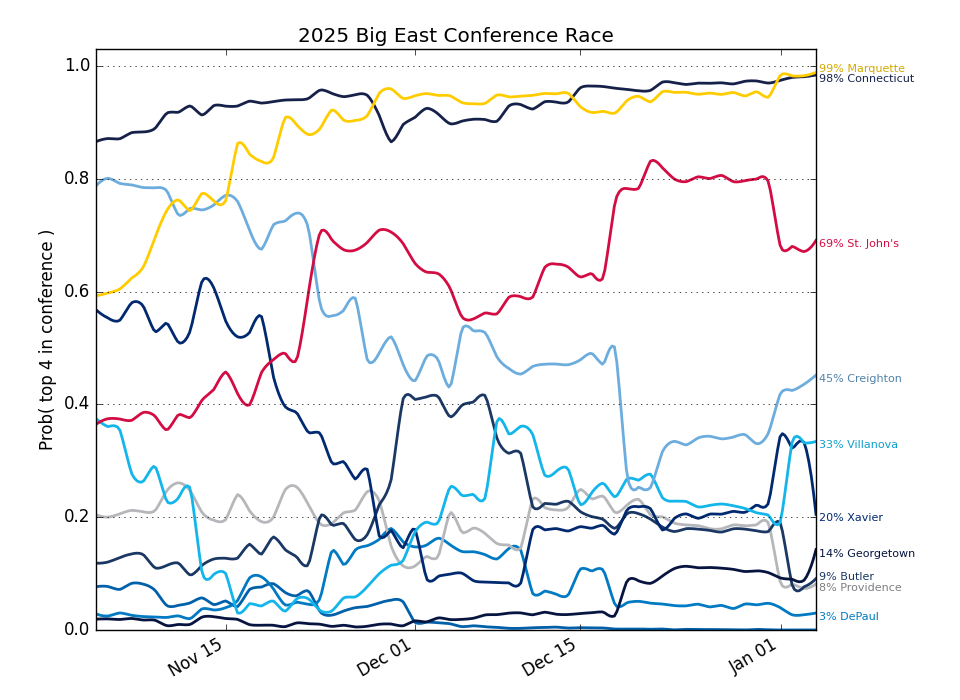 2025 Big East Conference Race
Prob( top 4 in conference )
1.0
0.8
0.6
0.4
0.2
0.0
Nov 15
Dec 01
Dec 15
Jan 01
99% Marquette
98% Connecticut
69% St. John's
45% Creighton
33% Villanova
20% Xavier
14% Georgetown
9% Butler
8% Providence
3% DePaul